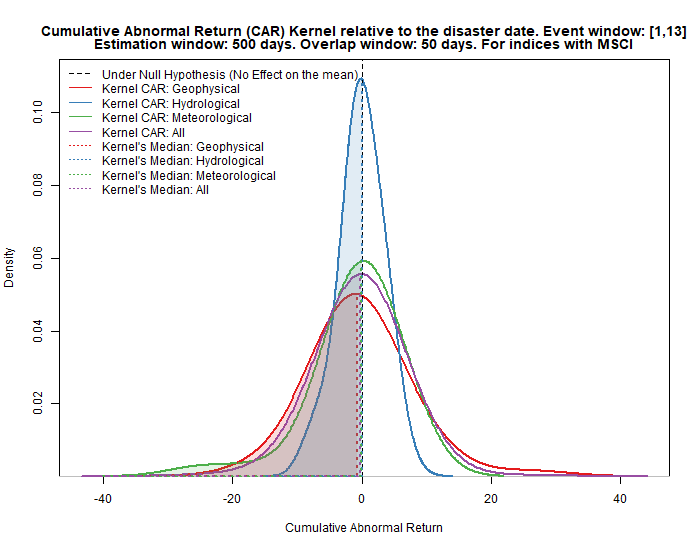 Cumulative Abnormal Return (CAR) Kernel relative to the disaster date. Event window: [1,13]
Estimation window: 500 days. Overlap window: 50 days. For indices with MSCI
Under Null Hypothesis (No Effect on the mean)
Kernel CAR: Geophysical
Kernel CAR: Hydrological
Kernel CAR: Meteorological
Kernel CAR: All
Kernel's Median: Geophysical
Kernel's Median: Hydrological
Kernel's Median: Meteorological
Kernel's Median: All
Density
0.10
0.08
0.06
0.04
0.02
-40 -20 0 20 40
Cumulative Abnormal Return